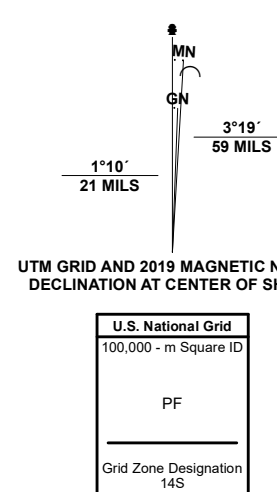 MN
GN
3°19´
59 MILS
1°10´
21 MILS
UTM GRID AND 2019 MAGNETIC N
DECLINATION AT CENTER OF SH
U.S. National Grid
100,000 - m Square ID
PF
Grid Zone Designation
14S